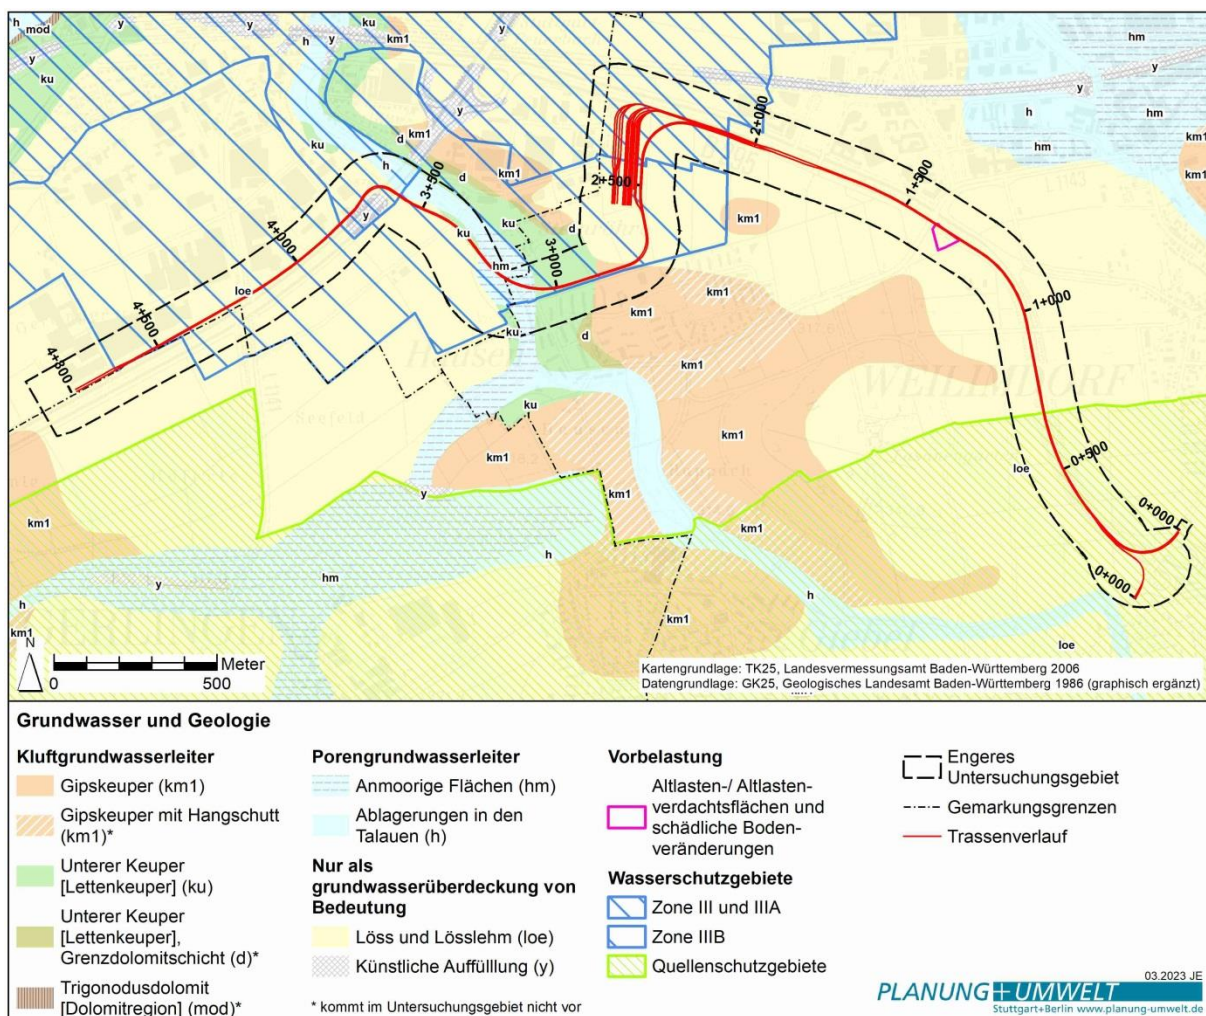 h
mod
y
ku
y
h
y
ku
km1
y
y
hm
y
h
y
hm
km1
ku
h
km1
d
d
km1
ku
d
hm
ku
y
3+500
4+000
loe
4+500
4+800
3+000
2+500
2+000
1+500
1+000
0+500
0+000
0+000
km1
km1
km1
km1
ku
d
ku
km1
km1
km1
y
km1
h
hm
y
h
km1
km1
h
loe
loe
Seefeld
Hausen
WEILIMDORF
N
Meter
0
500
Kartengrundlage: TK25, Landesvermessungsamt Baden-Württemberg 2006
Datengrundlage: GK25, Geologisches Landesamt Baden-Württemberg 1986 (graphisch ergänzt)
Grundwasser und Geologie
Kluftgrundwasserleiter
Gipskeuper (km1)
Gipskeuper mit Hangschutt
(km1)*
Unterer Keuper
[Lettenkeuper] (ku)
Unterer Keuper
[Lettenkeuper],
Grenzdolomitschicht (d)*
Trigonodusdolomit
[Dolomitregion] (mod)*
Porengrundwasserleiter
Anmoorige Flächen (hm)
Ablagerungen in den
Talauen (h)
Nur als
grundwasserüberdeckung von
Bedeutung
Löss und Lösslehm (loe)
Künstliche Auffülllung (y)
* kommt im Untersuchungsgebiet nicht vor
Vorbelastung
Altlasten-/ Altlasten-
verdachtsflächen und
schädliche Boden-
veränderungen
Wasserschutzgebiete
Zone III und IIIA
Zone IIIB
Quellenschutzgebiete
Engeres
Untersuchungsgebiet
Gemarkungsgrenzen
Trassenverlauf
03.2023 JE
PLANUNG+UMWELT
Stuttgart+Berlin www.planung-umwelt.de